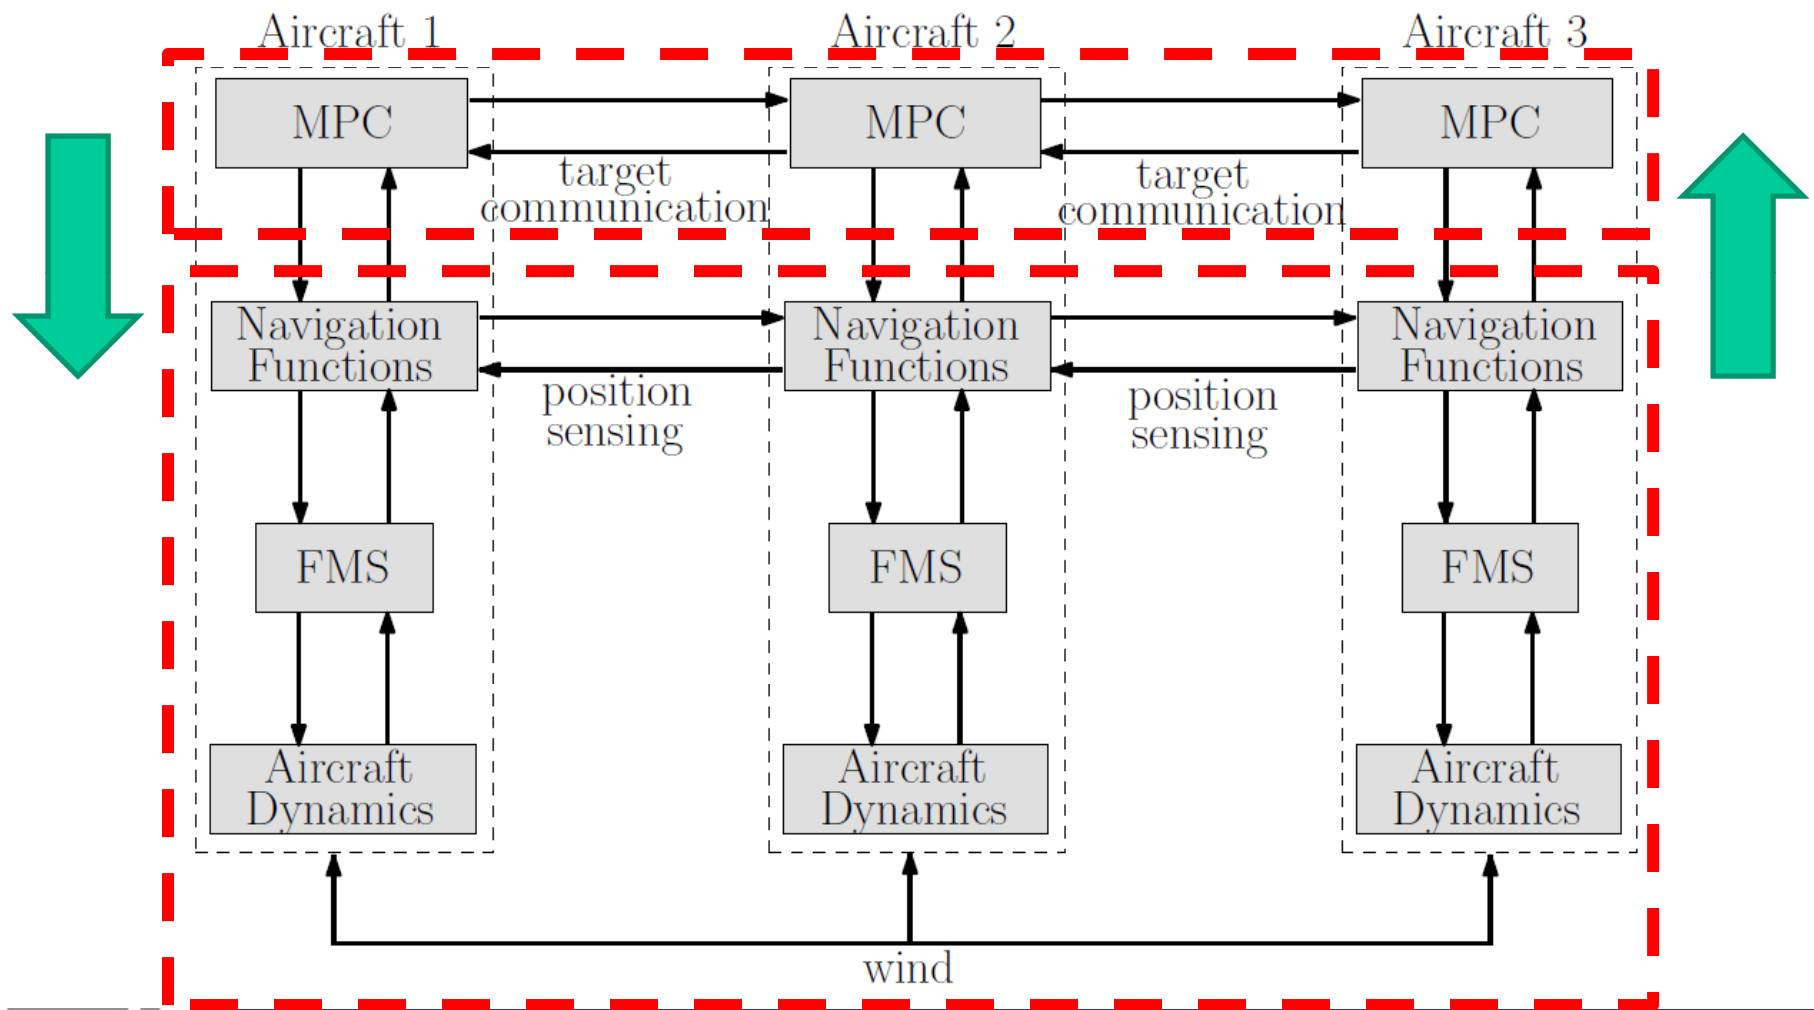 Aircraft 1
Aircraft 2
Aircraft 3
MPC
MPC
MPC
target
communication
target
communication
Navigation
Functions
Navigation
Functions
Navigation
Functions
position
sensing
position
sensing
FMS
FMS
FMS
Aircraft
Dynamics
Aircraft
Dynamics
Aircraft
Dynamics
wind